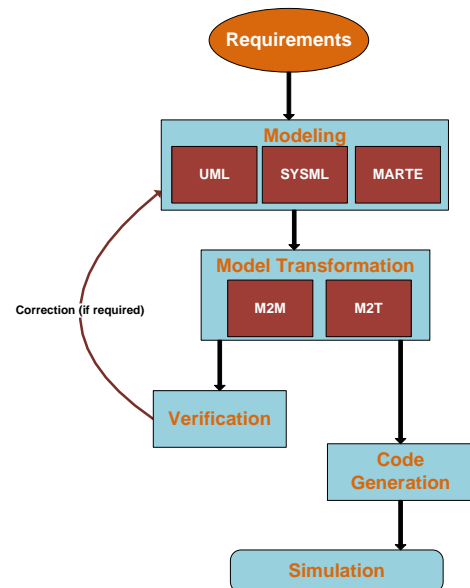 Requirements
Modeling
UML
SYSML
MARTE
Model Transformation
M2M
M2T
Correction (if required)
Verification
Code
Generation
Simulation